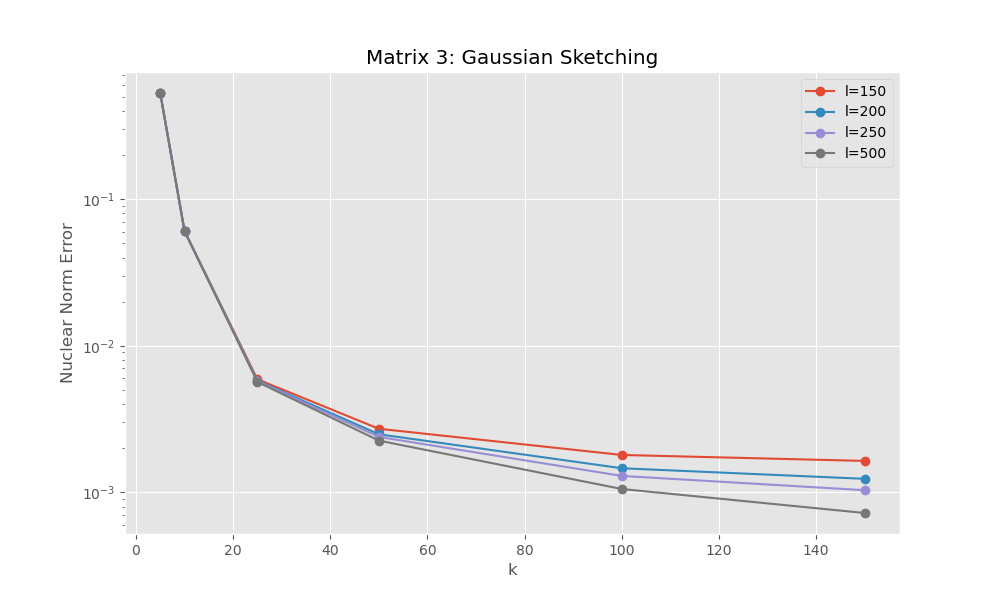 Matrix 3: Gaussian Sketching
l=150
l=200
l=250
l=500
Nuclear Norm Error
10⁻¹
10⁻²
10⁻³
0 20 40 60 80 100 120 140
k